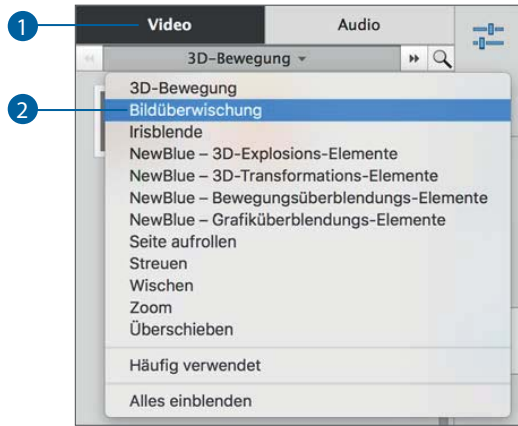 1 Video Audio
3D-Bewegung
2
3D-Bewegung
Bildüberwischung
Irisblende
NewBlue – 3D-Explosions-Elemente
NewBlue – 3D-Transformations-Elemente
NewBlue – Bewegungsüberblendungs-Elemente
NewBlue – Grafiküberblendungs-Elemente
Seite aufrollen
Streuen
Wischen
Zoom
Überschieben
Häufig verwendet
Alles einblenden